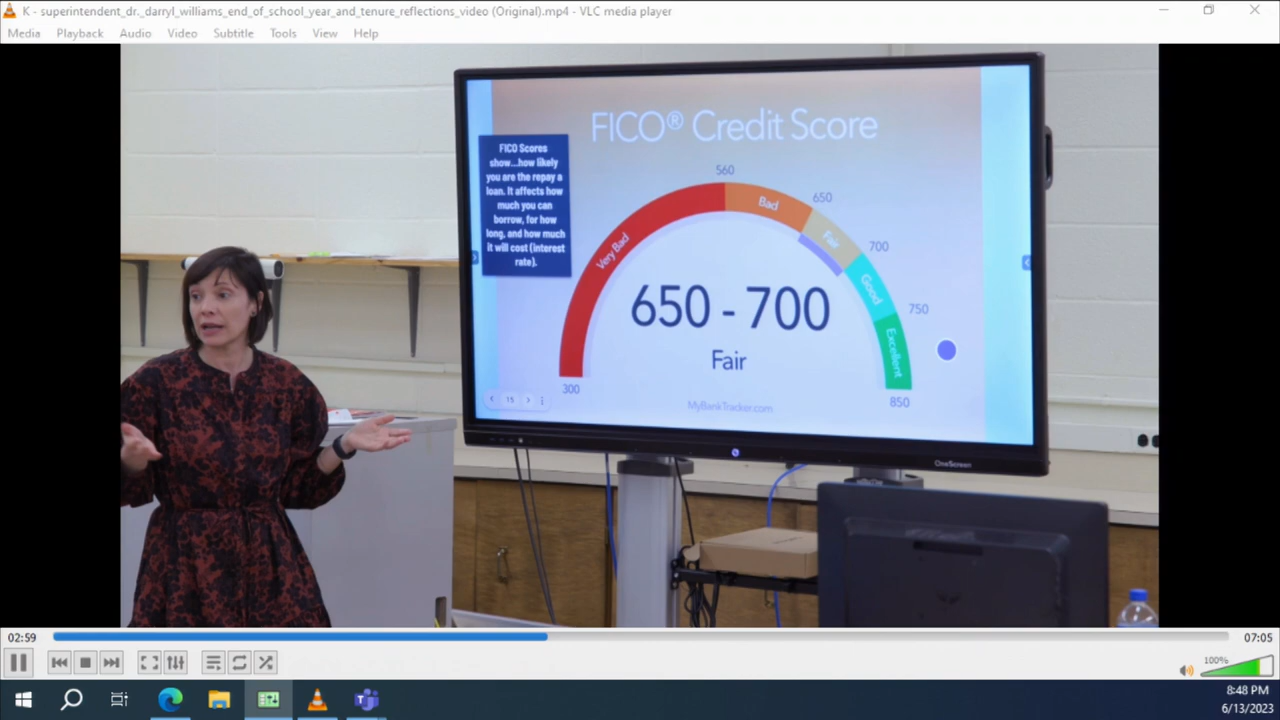 K - superintendent_dr._darryl_williams_end_of_school_year_and_tenure_reflections_video (Original).mp4 - VLC media player
Media Playback Audio Video Subtitle Tools View Help
FICO® Credit Score
FICO Scores
show...how likely
you are the repay a
loan. It affects how
much you can
borrow, for how
long, and how much
it will cost (interest
rate).
560
Bad
650
Fair
700
Very Bad
Good
750
650 - 700
Excellent
Fair
300
850
15
MyBankTracker.com
OneScreen
02:59
07:05
100%
8:48 PM
6/13/2023